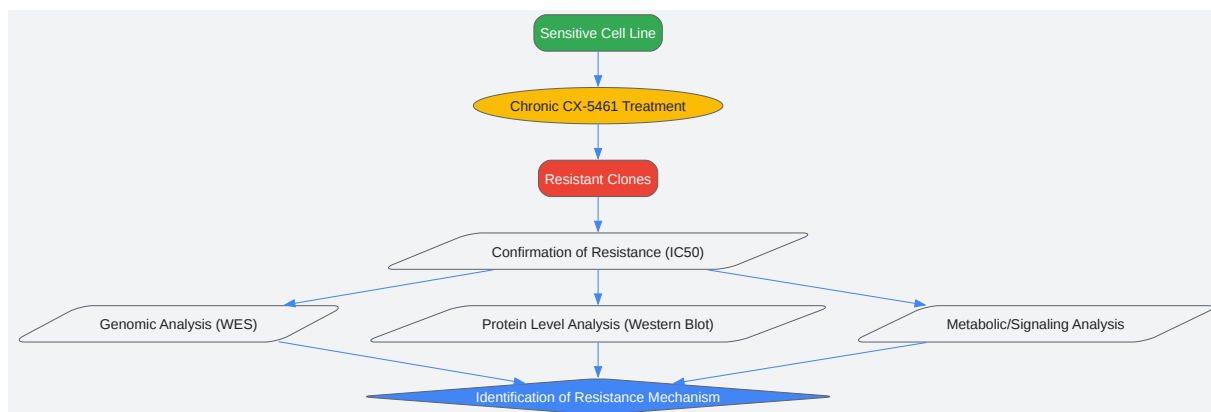 Sensitive Cell Line
Chronic CX-5461 Treatment
Resistant Clones
Confirmation of Resistance (IC50)
Genomic Analysis (WES)
Protein Level Analysis (Western Blot)
Metabolic/Signaling Analysis
Identification of Resistance Mechanism